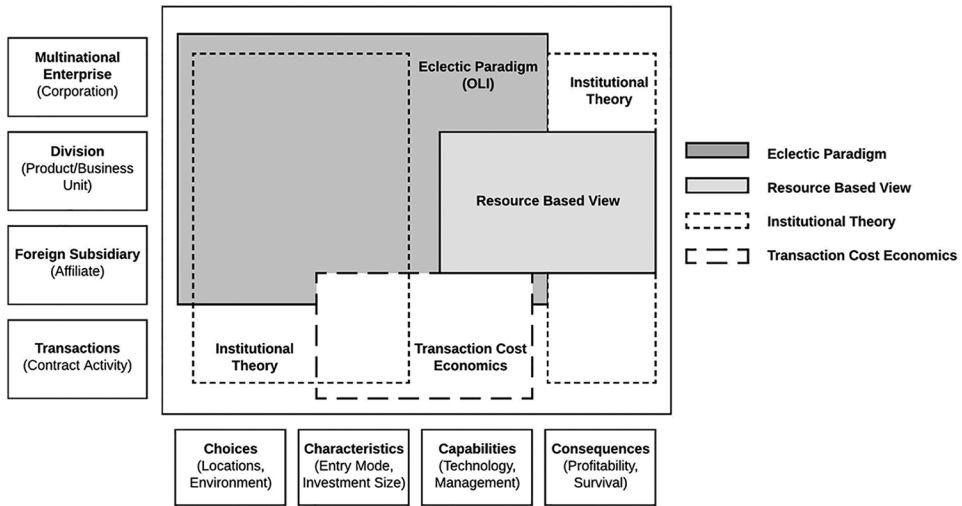 Multinational
Enterprise
(Corporation)
Division
(Product/Business
Unit)
Foreign Subsidiary
(Affiliate)
Transactions
(Contract Activity)
Eclectic Paradigm
(OLI)
Institutional
Theory
Resource Based View
Institutional
Theory
Transaction Cost
Economics
Choices
(Locations,
Environment)
Characteristics
(Entry Mode,
Investment Size)
Capabilities
(Technology,
Management)
Consequences
(Profitability,
Survival)
Eclectic Paradigm
Resource Based View
Institutional Theory
Transaction Cost Economics